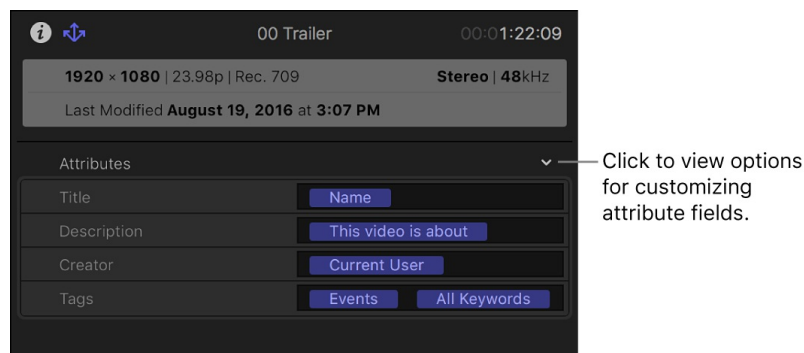 00 Trailer 00:01:22:09
1920 × 1080 | 23.98p | Rec. 709 Stereo | 48kHz
Last Modified August 19, 2016 at 3:07 PM
Attributes
Title Name
Description This video is about
Creator Current User
Tags Events All Keywords
Click to view options
for customizing
attribute fields.